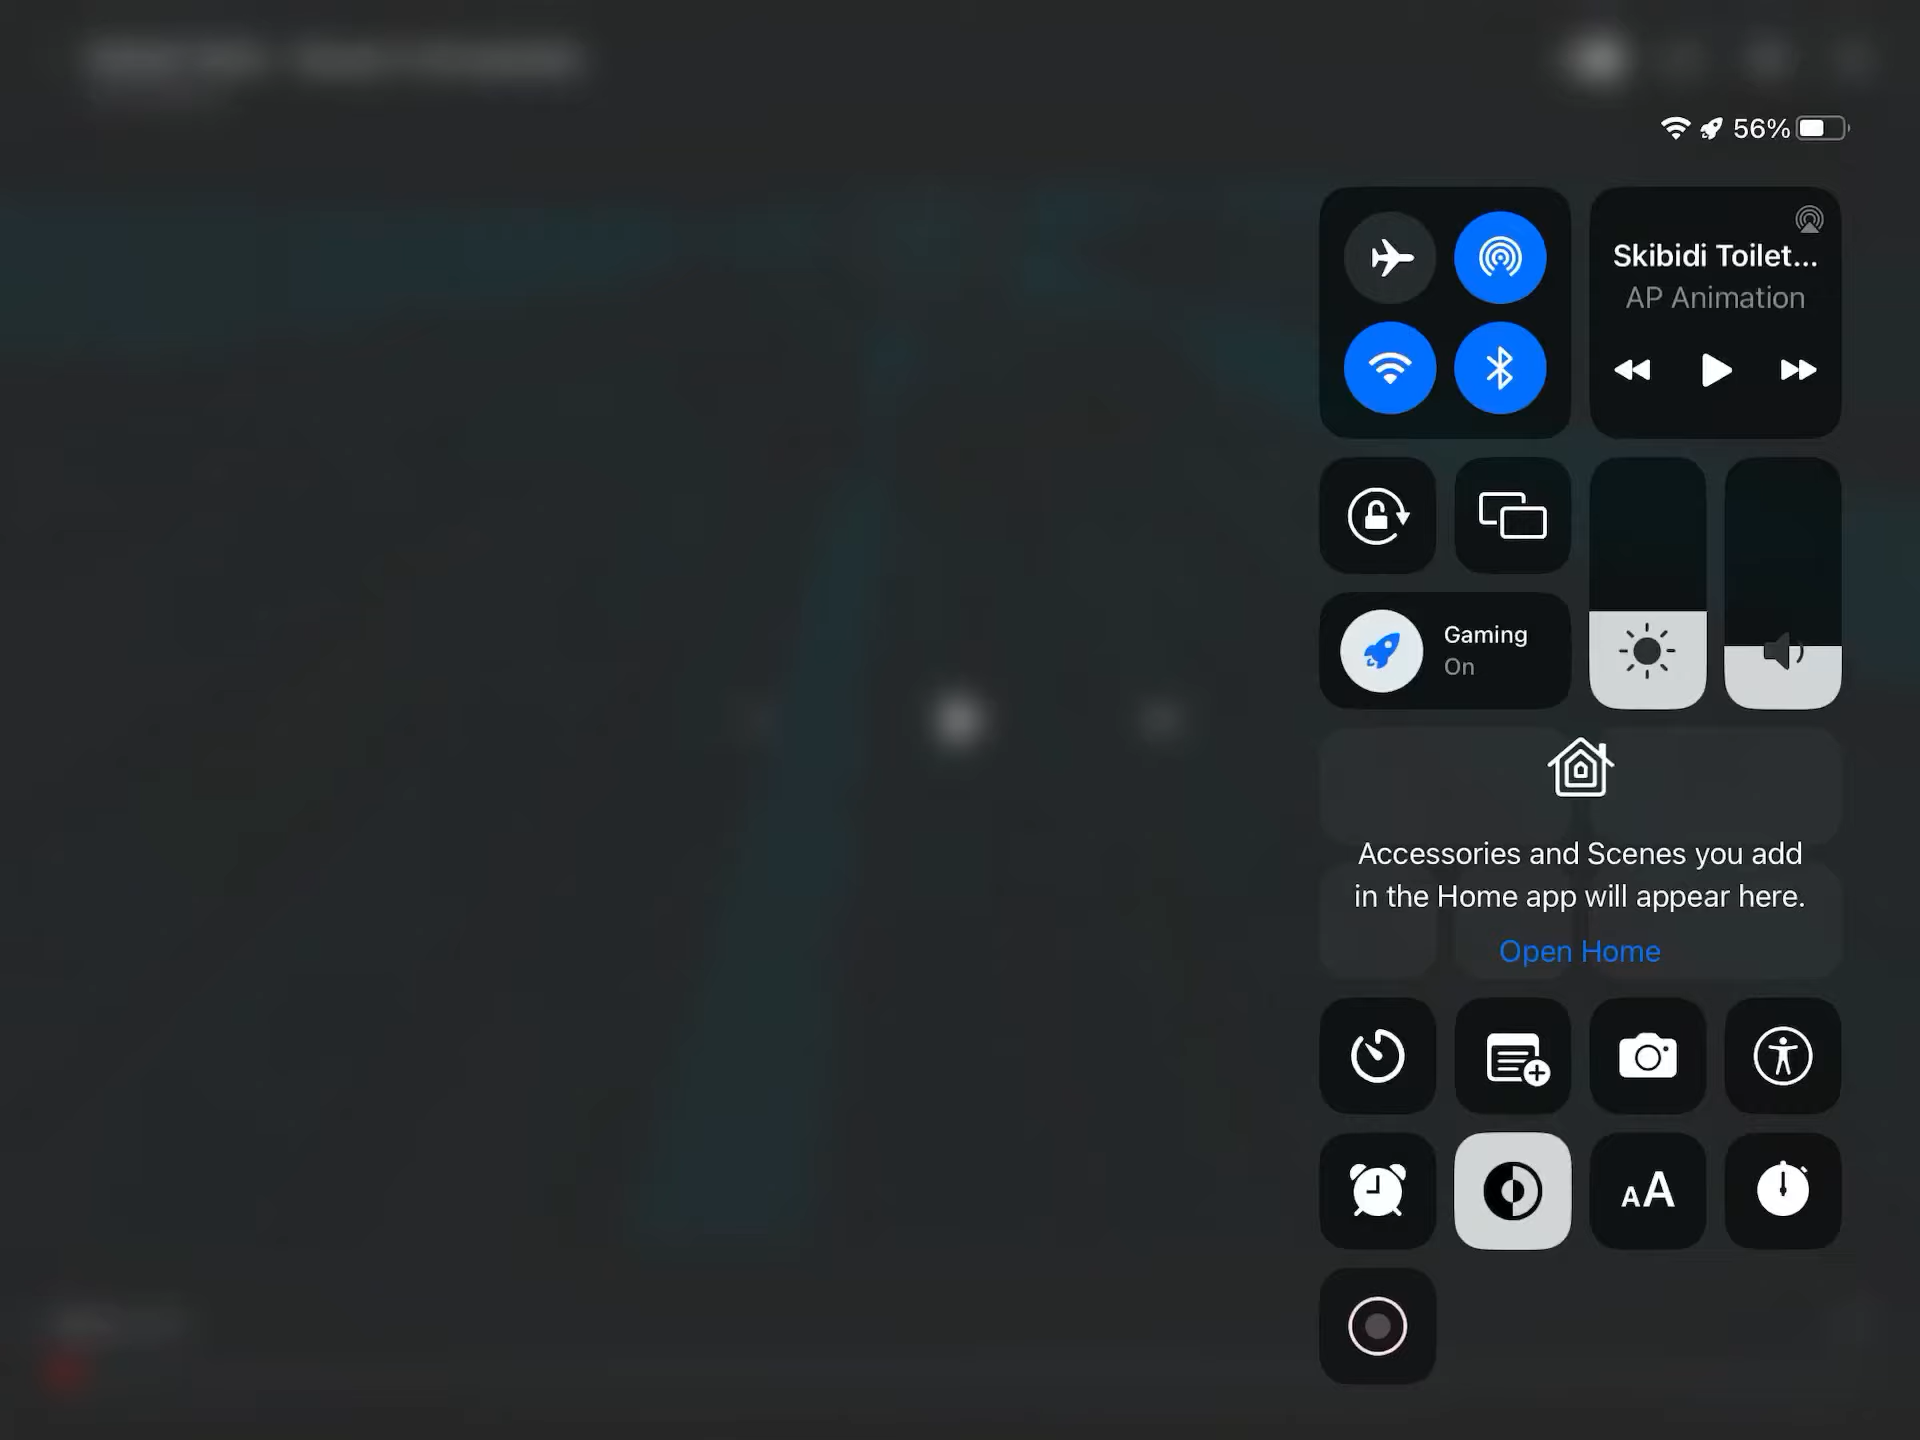 56%
Skibidi Toilet...
AP Animation
Gaming
On
Accessories and Scenes you add
in the Home app will appear here.
Open Home
AA